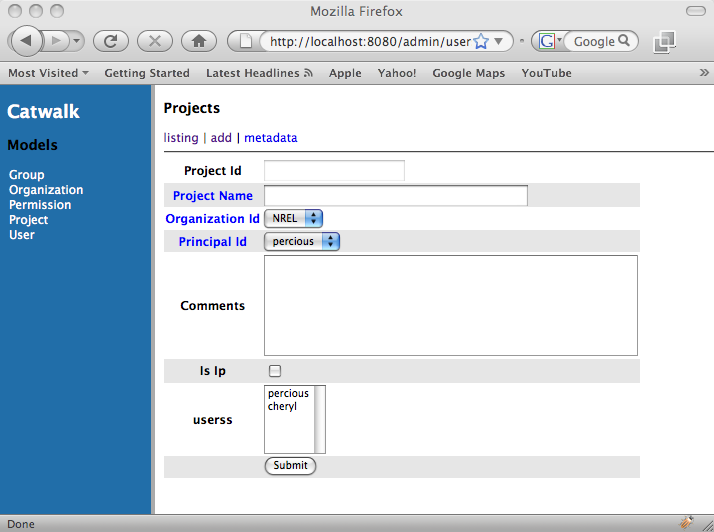 Mozilla Firefox
http://localhost:8080/admin/user
G
Google
Most Visited Getting Started Latest Headlines Apple Yahoo! Google Maps YouTube »
Catwalk
Models
Group
Organization
Permission
Project
User
Projects
listing | add | metadata
Project Id
Project Name
Organization Id NREL
Principal Id percious
Comments
Is Ip
userss
percious
cheryl
Submit
Done